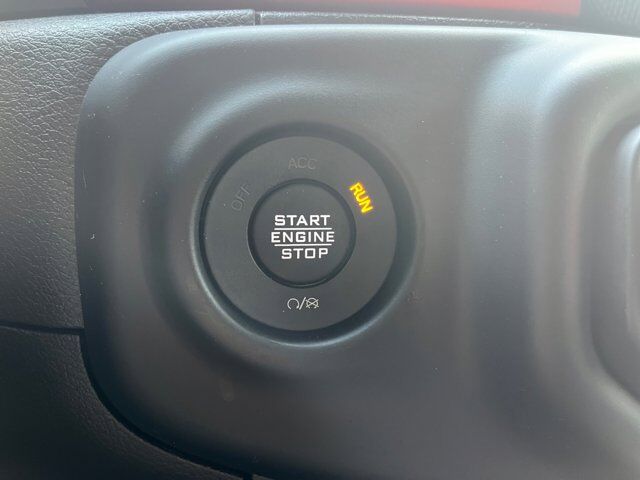 OFF
ACC
RUN
START
ENGINE
STOP